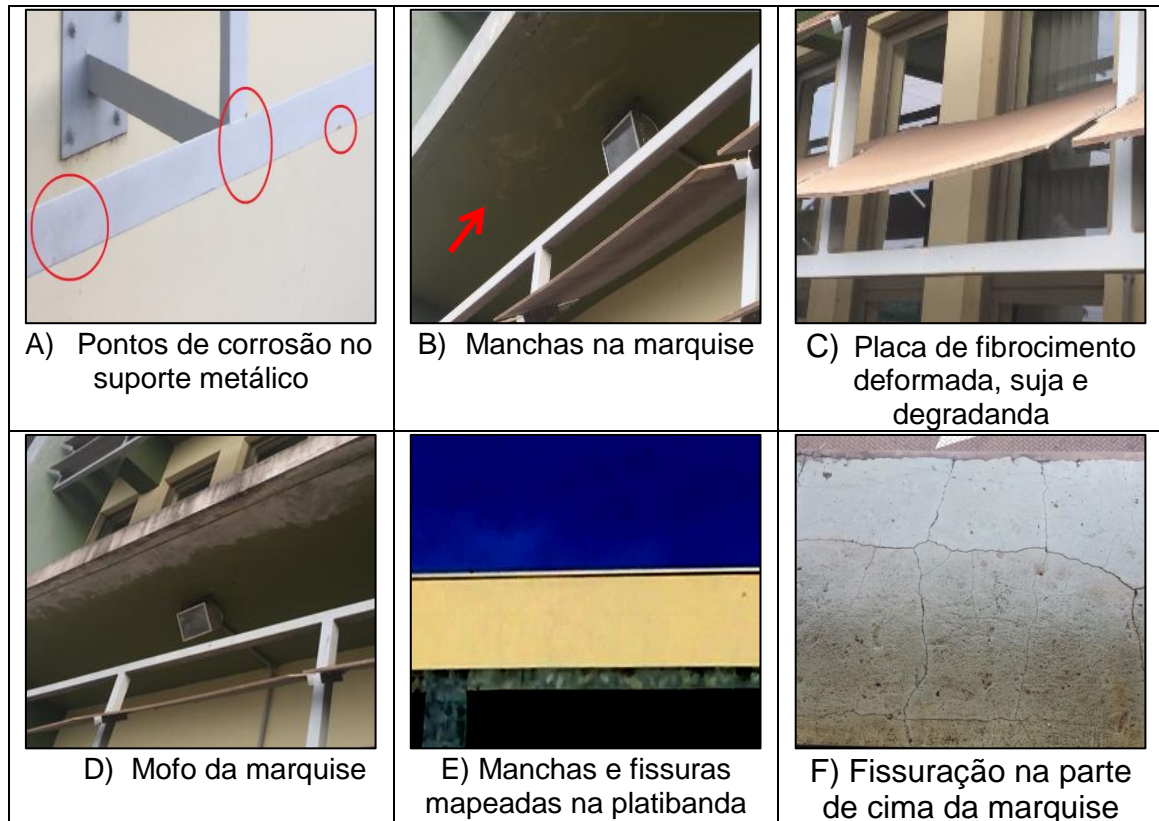 A) Pontos de corrosão no
suporte metálico
B) Manchas na marquise
C) Placa de fibrocimento
deformada, suja e
degradanda
D) Mofo da marquise
E) Manchas e fissuras
mapeadas na platibanda
F) Fissuração na parte
de cima da marquise